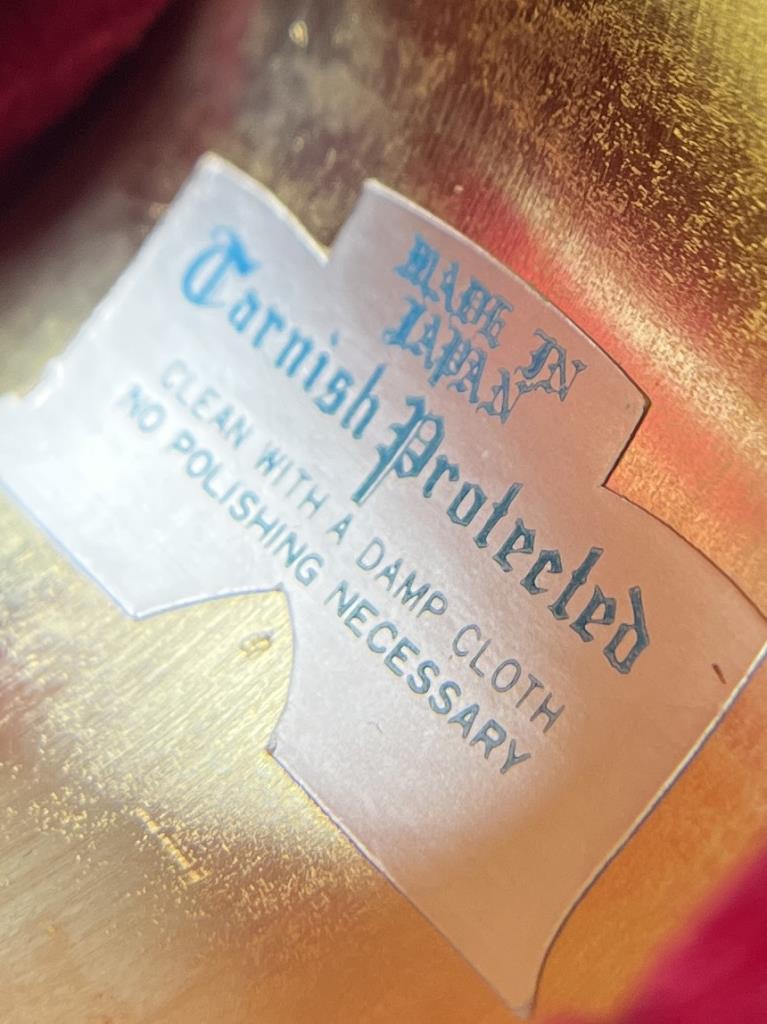 MADE IN
JAPAN
Tarnish Protected
CLEAN WITH A DAMP CLOTH
NO POLISHING NECESSARY